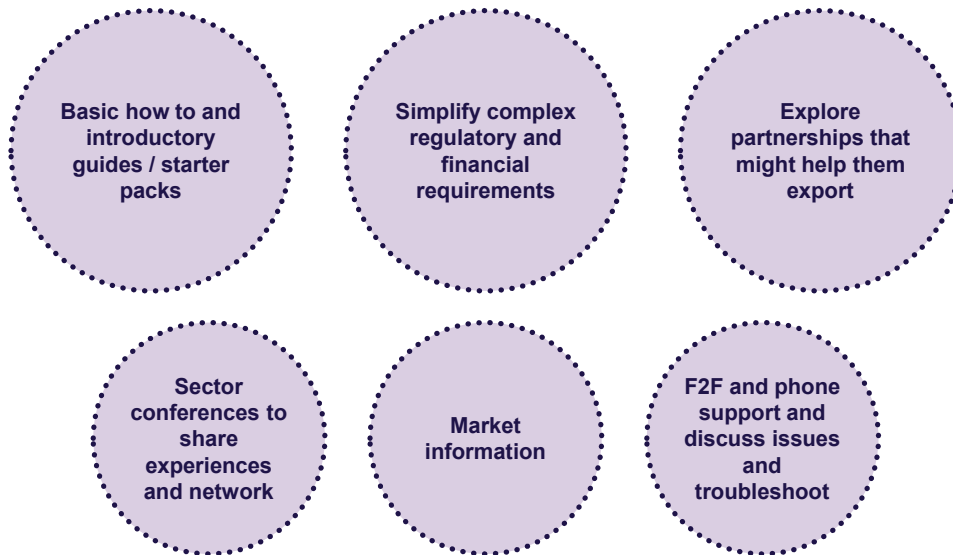 Basic how to and
introductory
guides / starter
packs
Simplify complex
regulatory and
financial
requirements
Explore
partnerships that
might help them
export
Sector
conferences to
share
experiences
and network
Market
information
F2F and phone
support and
discuss issues
and
troubleshoot